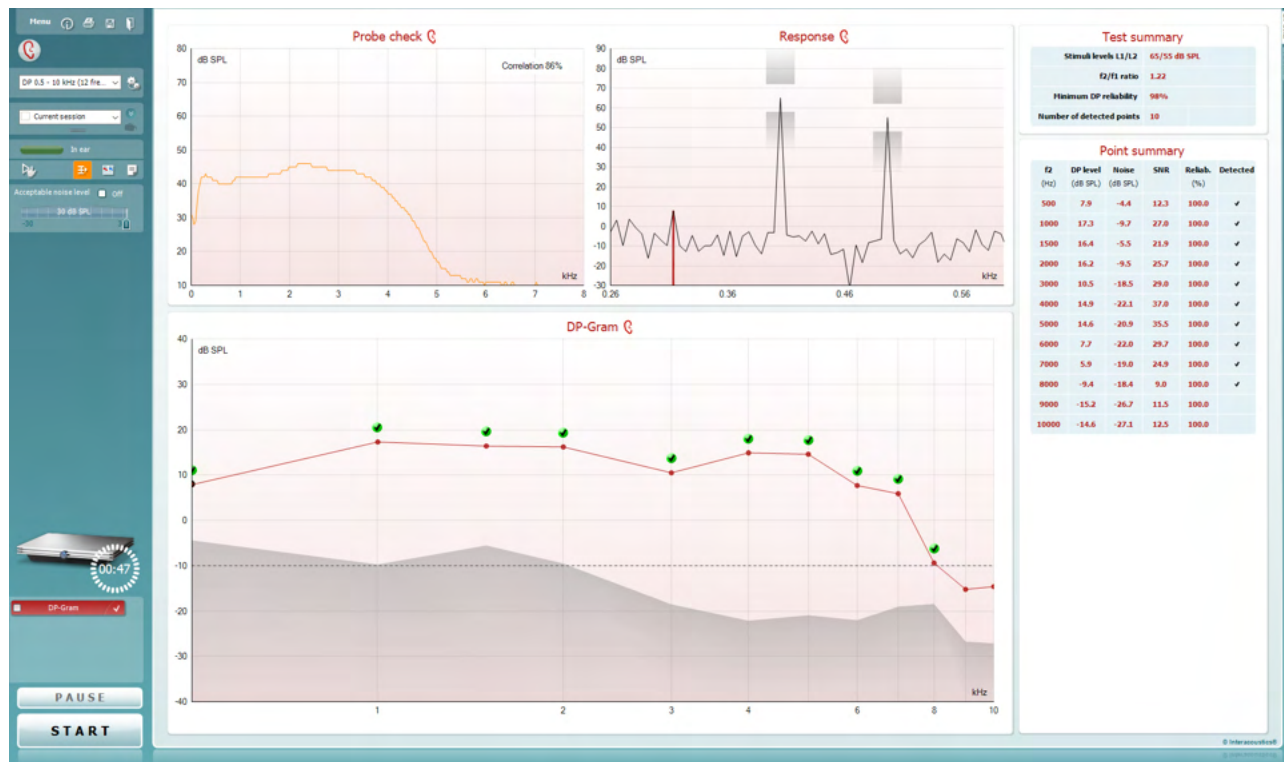 Menu
DP 0.5 - 10 kHz (12 fre...
Current session
In ear
Acceptable noise level Off
30 dB SPL
-30 3
00:47
DP-Gram
PAUSE
START
Probe check
80
dB SPL
Correlation 86%
70
60
50
40
30
20
10
kHz
0 1 2 3 4 5 6 7 8
Response
90
dB SPL
80
70
60
50
40
30
20
10
0
-10
-20
-30
kHz
0.26 0.36 0.46 0.56
DP-Gram
40
dB SPL
30
20
10
0
-10
-20
-30
-40
kHz
1 2 3 4 6 8 10
Test summary
Stimuli levels L1/L2 65/55 dB SPL
f2/f1 ratio 1.22
Minimum DP reliability 98%
Number of detected points 10
Point summary
f2 DP level Noise SNR Reliab. Detected
(Hz) (dB SPL) (dB SPL) (%)
500 7.9 -4.4 12.3 100.0 ✔
1000 17.3 -9.7 27.0 100.0 ✔
1500 16.4 -5.5 21.9 100.0 ✔
2000 16.2 -9.5 25.7 100.0 ✔
3000 10.5 -18.5 29.0 100.0 ✔
4000 14.9 -22.1 37.0 100.0 ✔
5000 14.6 -20.9 35.5 100.0 ✔
6000 7.7 -22.0 29.7 100.0 ✔
7000 5.9 -19.0 24.9 100.0 ✔
8000 -9.4 -18.4 9.0 100.0 ✔
9000 -15.2 -26.7 11.5 100.0
10000 -14.6 -27.1 12.5 100.0
© Interacoustics®